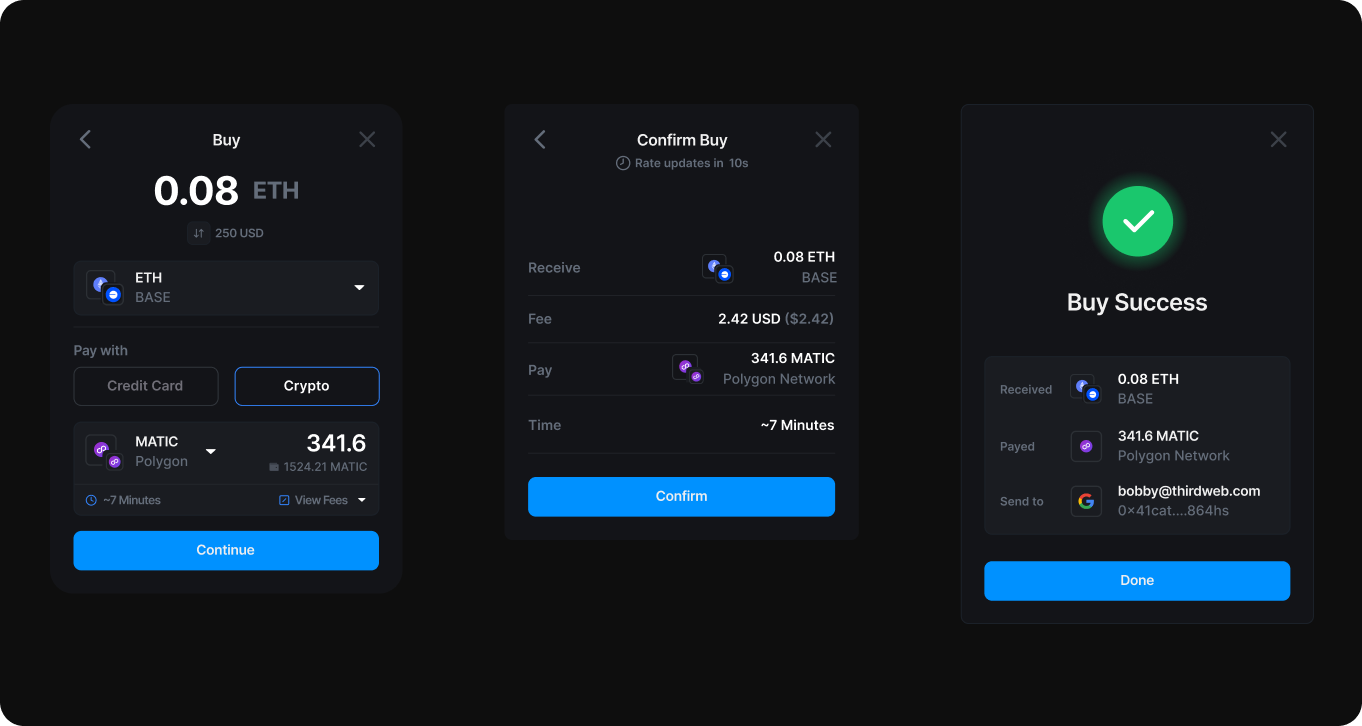 Buy
0.08 ETH
250 USD
ETH
BASE
Pay with
Credit Card
Crypto
MATIC
Polygon
341.6
1524.21 MATIC
~7 Minutes
View Fees
Continue
Confirm Buy
Rate updates in 10s
Receive
0.08 ETH
BASE
Fee
2.42 USD ($2.42)
Pay
341.6 MATIC
Polygon Network
Time
~7 Minutes
Confirm
Buy Success
Received
0.08 ETH
BASE
Payed
341.6 MATIC
Polygon Network
Send to
bobby@thirdweb.com
0x41cat....864hs
Done